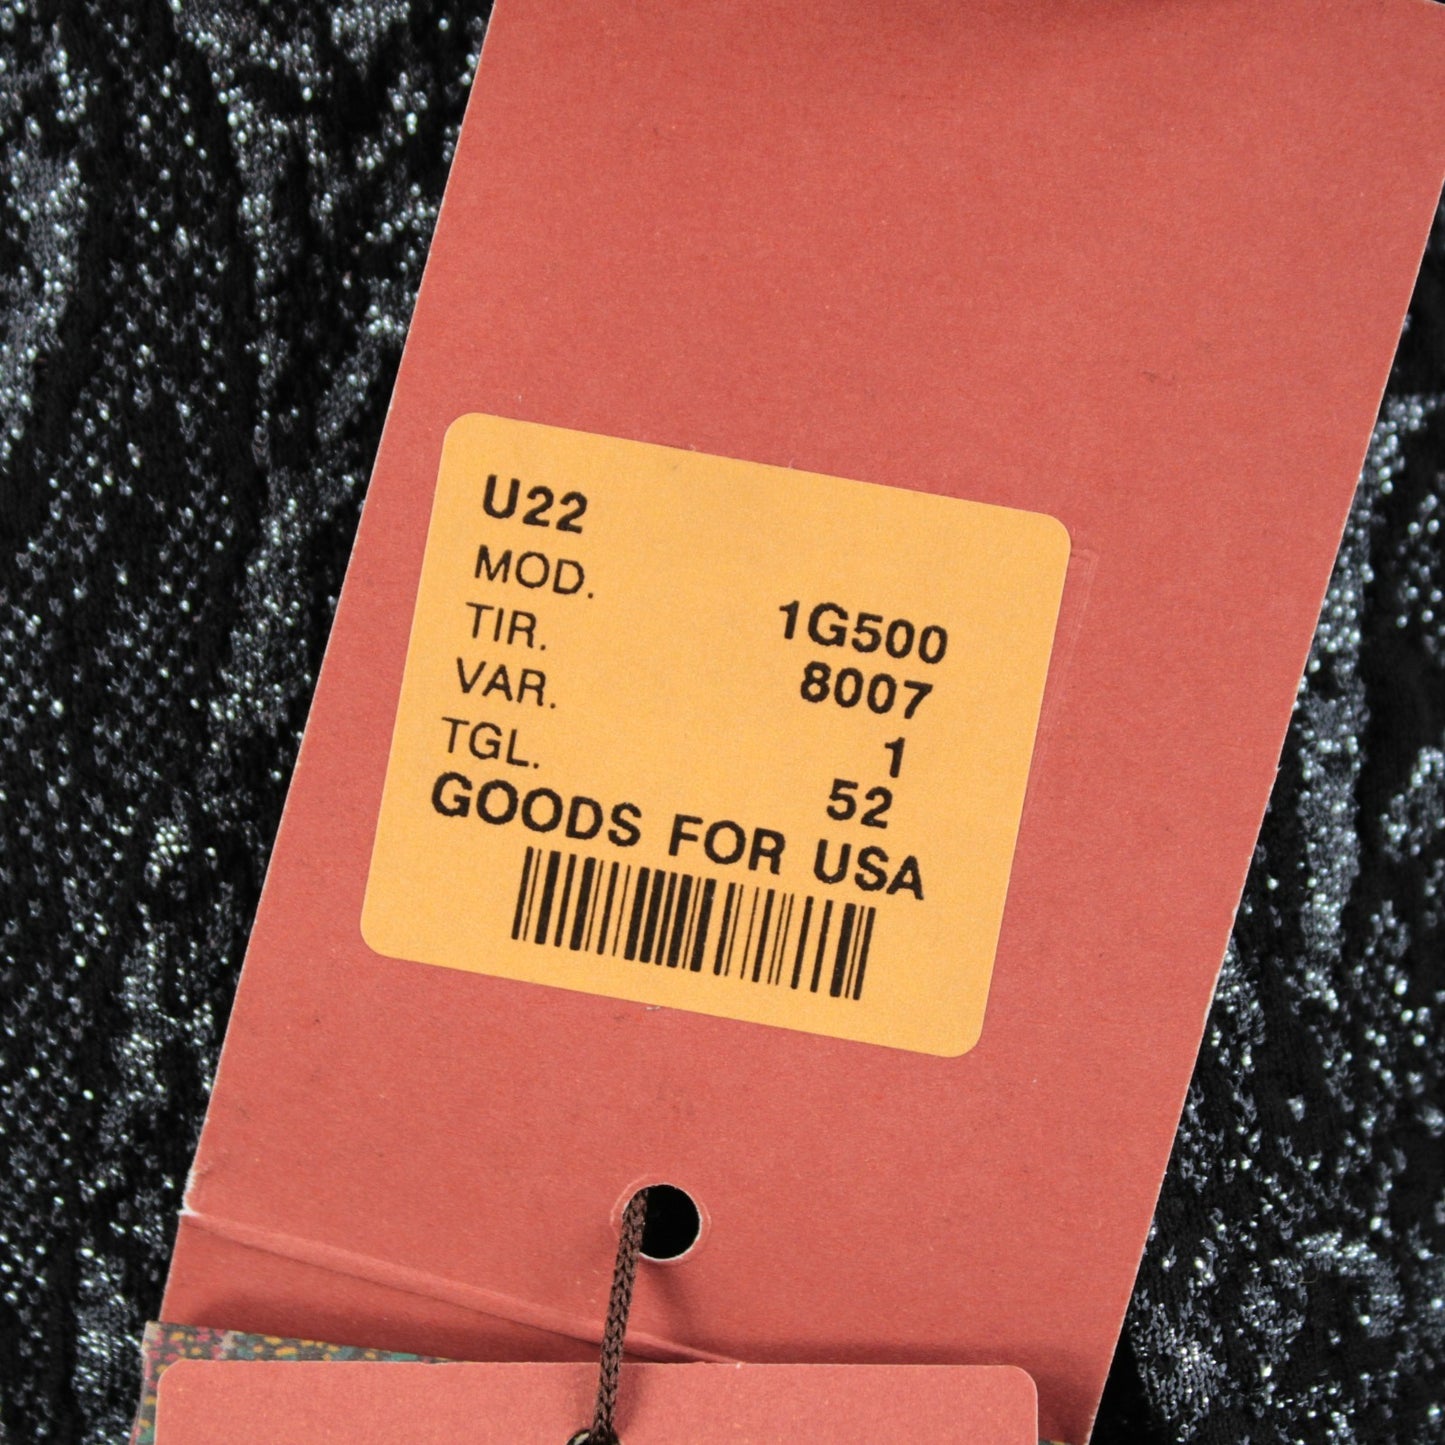 U22
MOD. 1G500
TIR. 8007
VAR. 1
TGL. 52
GOODS FOR USA